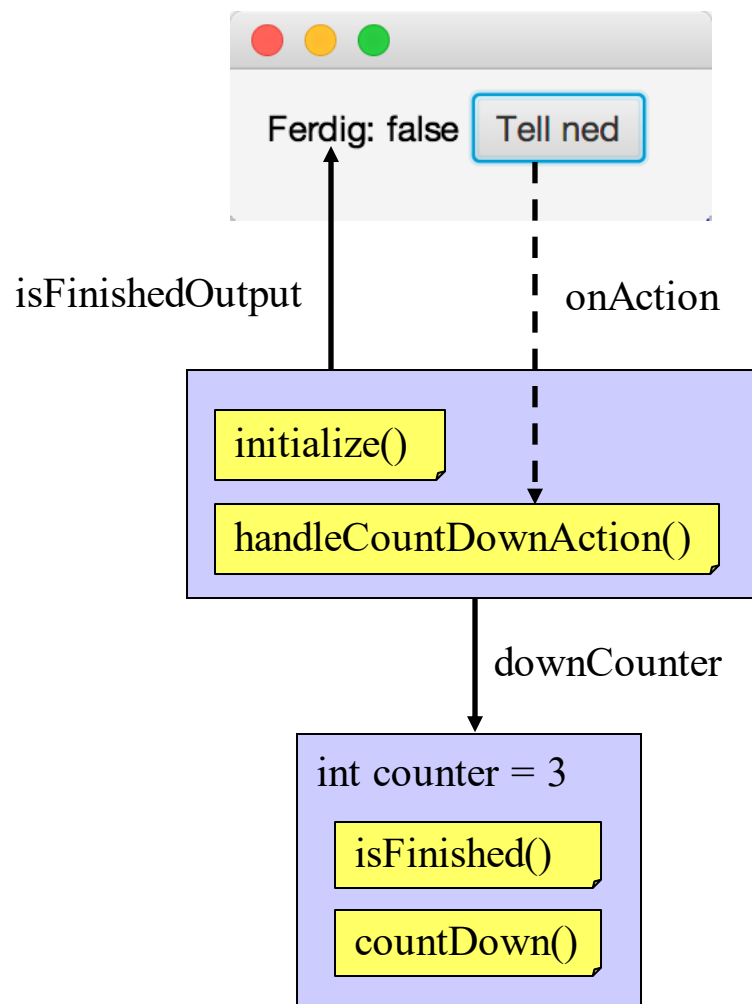 Ferdig: false Tell ned
isFinishedOutput
onAction
initialize()
handleCountDownAction()
downCounter
int counter = 3
isFinished()
countDown()